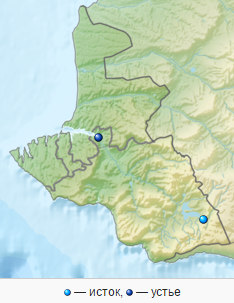 — исток, — устье